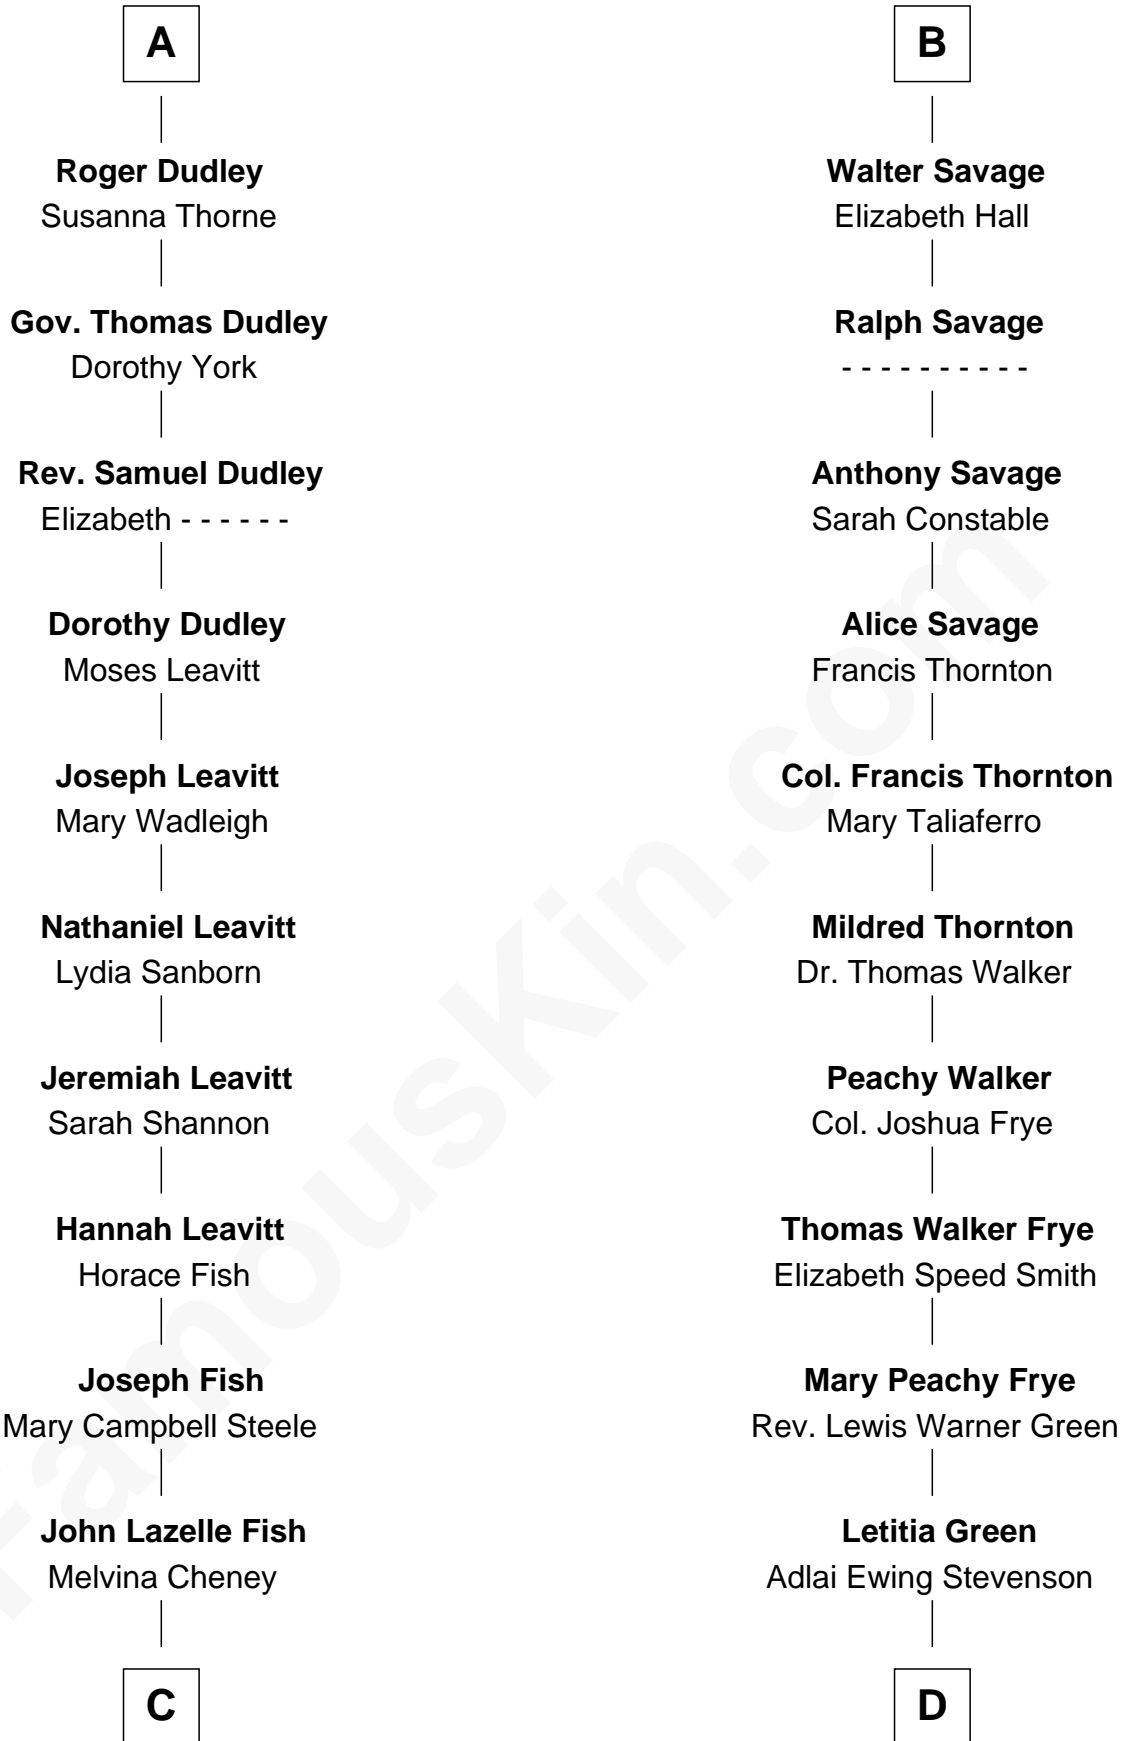 A
Roger Dudley
Susanna Thorne
Gov. Thomas Dudley
Dorothy York
Rev. Samuel Dudley
Elizabeth - - - - - -
Dorothy Dudley
Moses Leavitt
Joseph Leavitt
Mary Wadleigh
Nathaniel Leavitt
Lydia Sanborn
Jeremiah Leavitt
Sarah Shannon
Hannah Leavitt
Horace Fish
Joseph Fish
Mary Campbell Steele
John Lazelle Fish
Melvina Cheney
C
B
Walter Savage
Elizabeth Hall
Ralph Savage
- - - - - - - - - -
Anthony Savage
Sarah Constable
Alice Savage
Francis Thornton
Col. Francis Thornton
Mary Taliaferro
Mildred Thornton
Dr. Thomas Walker
Peachy Walker
Col. Joshua Frye
Thomas Walker Frye
Elizabeth Speed Smith
Mary Peachy Frye
Rev. Lewis Warner Green
Letitia Green
Adlai Ewing Stevenson
D
FamousKin.com